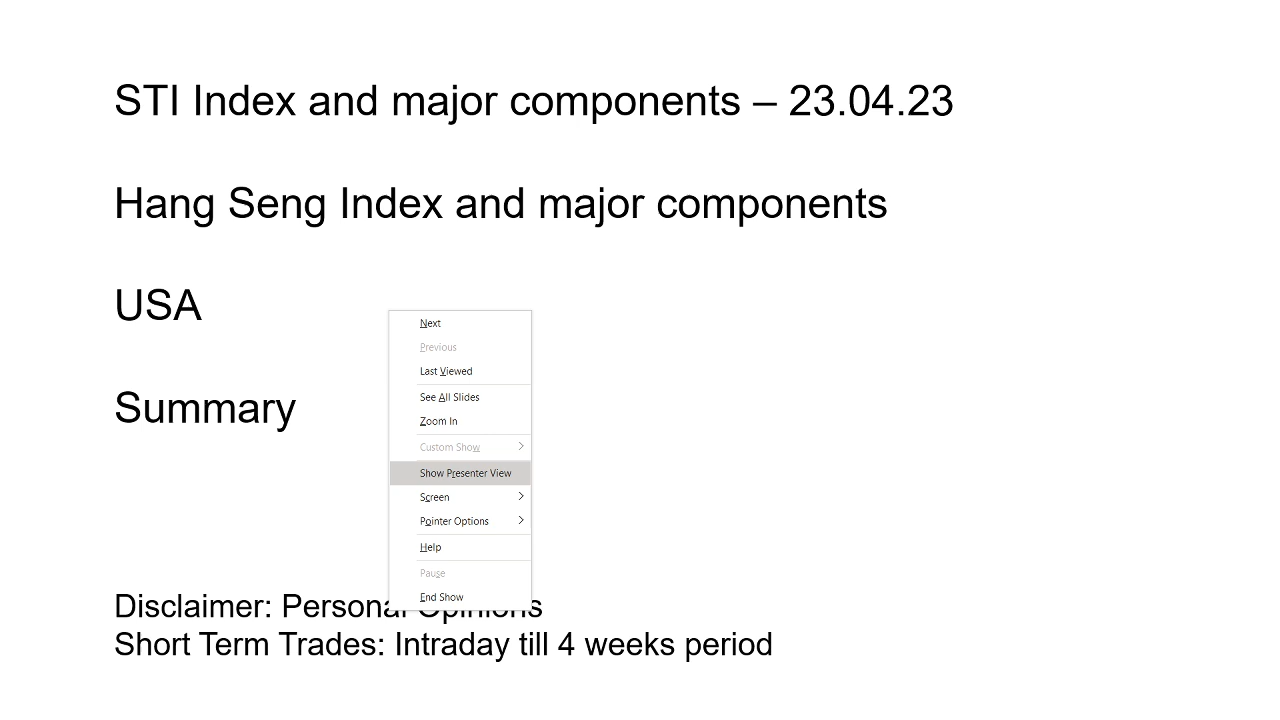 STI Index and major components – 23.04.23
Hang Seng Index and major components
USA
Summary
Next
Previous
Last Viewed
See All Slides
Zoom In
Custom Show
Show Presenter View
Screen
Pointer Options
Help
Pause
End Show
Disclaimer: Personal Opinions
Short Term Trades: Intraday till 4 weeks period